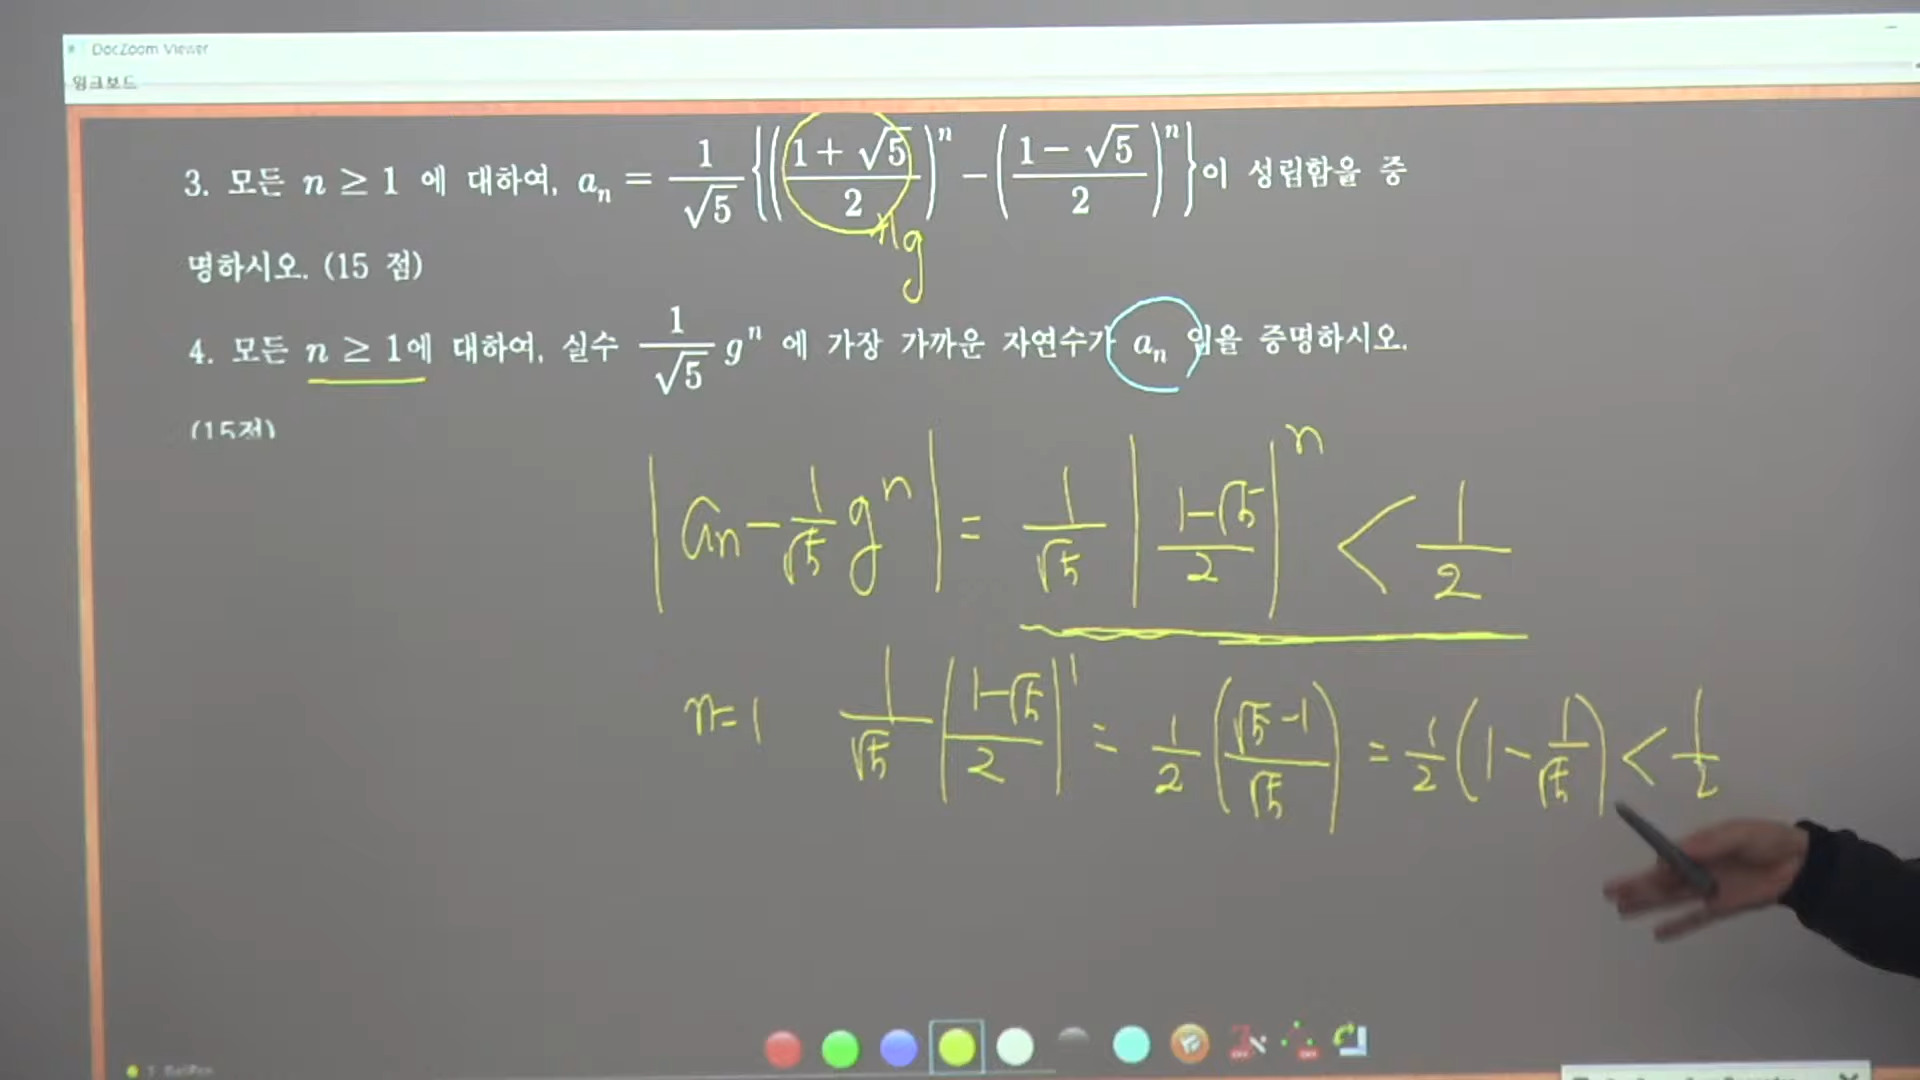 DocZoom Viewer
윙크보드
3. 모든 n ≥ 1 에 대하여, aₙ = 1/√5 {((1+√5)/2)ⁿ − ((1−√5)/2)ⁿ}이 성립함을 증
명하시오. (15 점)
g
4. 모든 n ≥ 1에 대하여, 실수 1/√5 gⁿ 에 가장 가까운 자연수가 aₙ 임을 증명하시오.
(15점)
|aₙ − 1/√5 gⁿ| = 1/√5 |(1−√5)/2|ⁿ < 1/2
n=1 1/√5 |(1−√5)/2|¹ = 1/2 ((√5−1)/√5) = 1/2 (1 − 1/√5) < 1/2